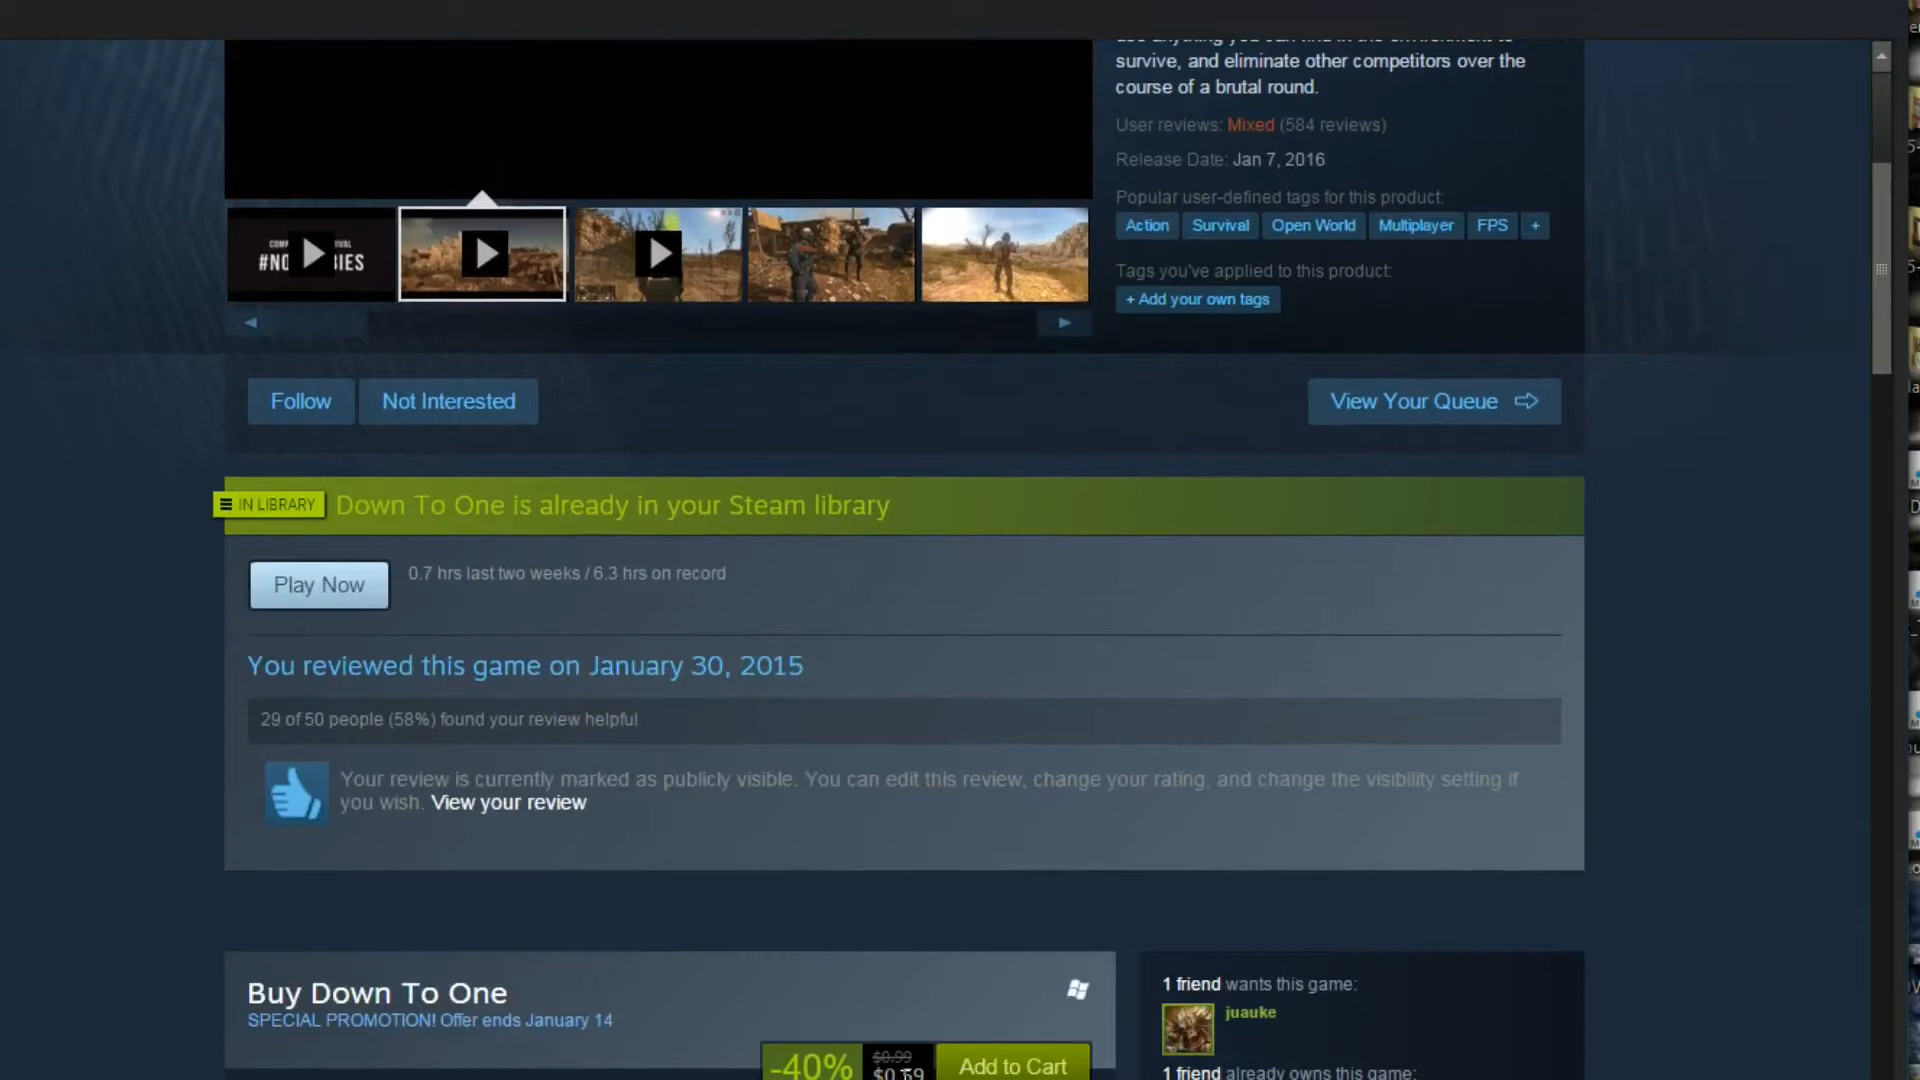 survive, and eliminate other competitors over the
course of a brutal round.
User reviews: Mixed (584 reviews)
Release Date: Jan 7, 2016
Popular user-defined tags for this product:
Action Survival Open World Multiplayer FPS +
Tags you've applied to this product:
+ Add your own tags
Follow
Not Interested
View Your Queue
IN LIBRARY
Down To One is already in your Steam library
Play Now
0.7 hrs last two weeks / 6.3 hrs on record
You reviewed this game on January 30, 2015
29 of 50 people (58%) found your review helpful
Your review is currently marked as publicly visible. You can edit this review, change your rating, and change the visibility setting if
you wish. View your review
Buy Down To One
SPECIAL PROMOTION! Offer ends January 14
-40%
$0.99
Add to Cart
1 friend wants this game:
juauke
1 friend already owns this game: